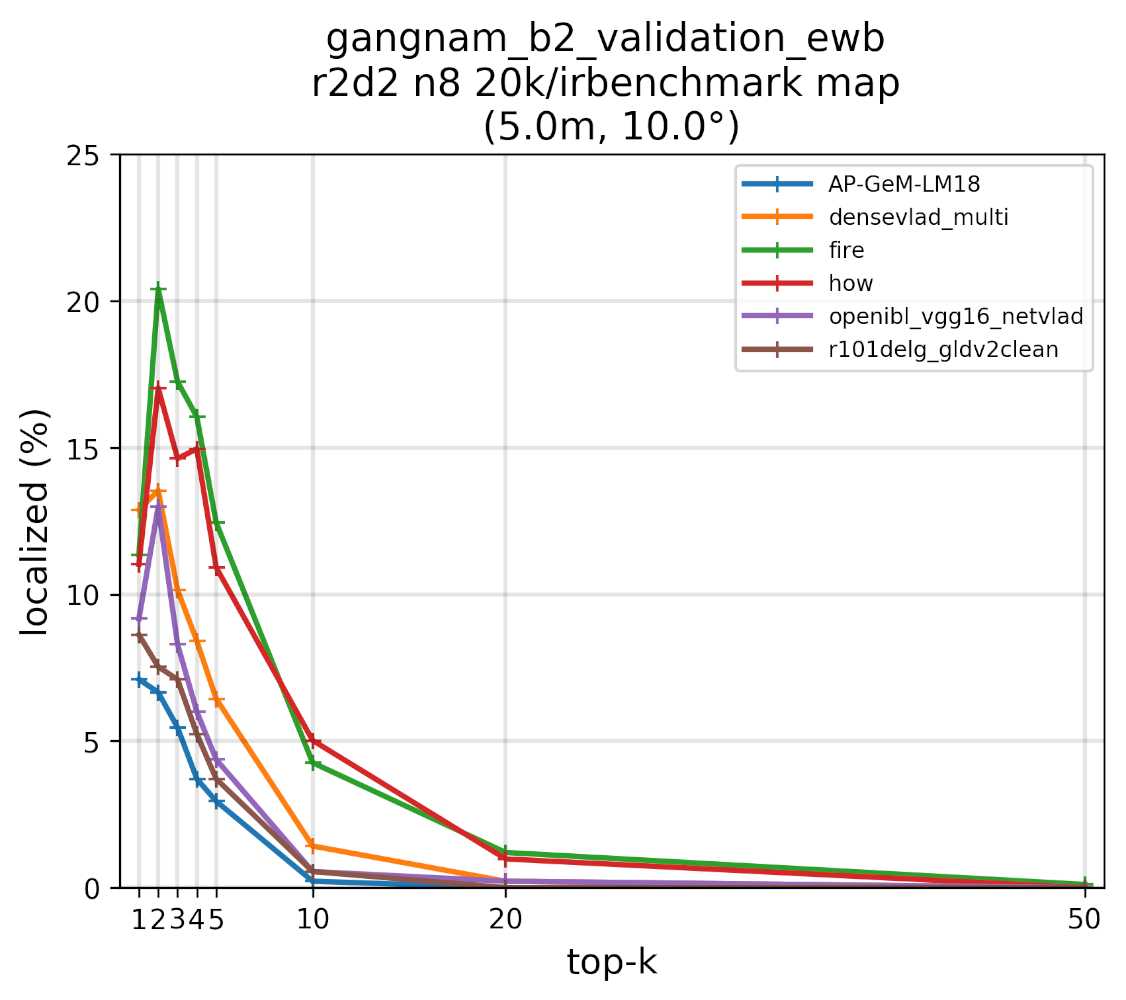 gangnam_b2_validation_ewb
r2d2 n8 20k/irbenchmark map
(5.0m, 10.0°)
25
20
15
10
5
0
localized (%)
AP-GeM-LM18
densevlad_multi
fire
how
openibl_vgg16_netvlad
r101delg_gldv2clean
1 2 3 4 5 10 20 50
top-k